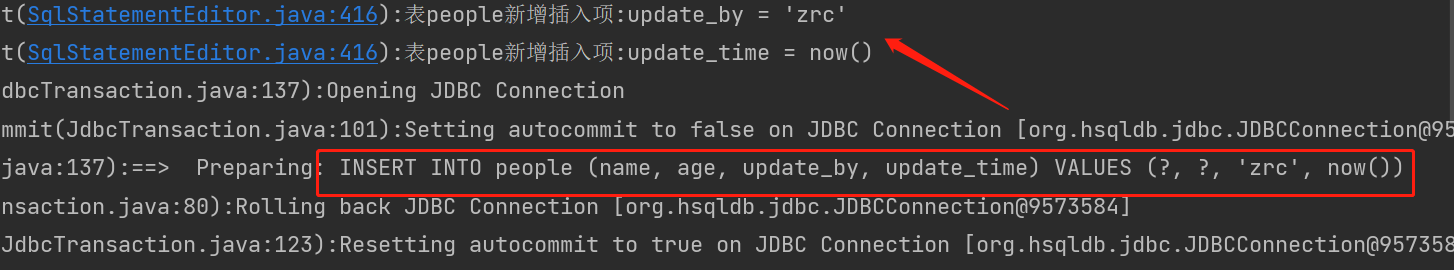 t(SqlStatementEditor.java:416):表people新增插入项:update_by = 'zrc'
t(SqlStatementEditor.java:416):表people新增插入项:update_time = now()
dbcTransaction.java:137):Opening JDBC Connection
mmit(JdbcTransaction.java:101):Setting autocommit to false on JDBC Connection [org.hsqldb.jdbc.JDBCConnection@95
java:137):==>  Preparing: INSERT INTO people (name, age, update_by, update_time) VALUES (?, ?, 'zrc', now())
nsaction.java:80):Rolling back JDBC Connection [org.hsqldb.jdbc.JDBCConnection@9573584]
JdbcTransaction.java:123):Resetting autocommit to true on JDBC Connection [org.hsqldb.jdbc.JDBCConnection@957358